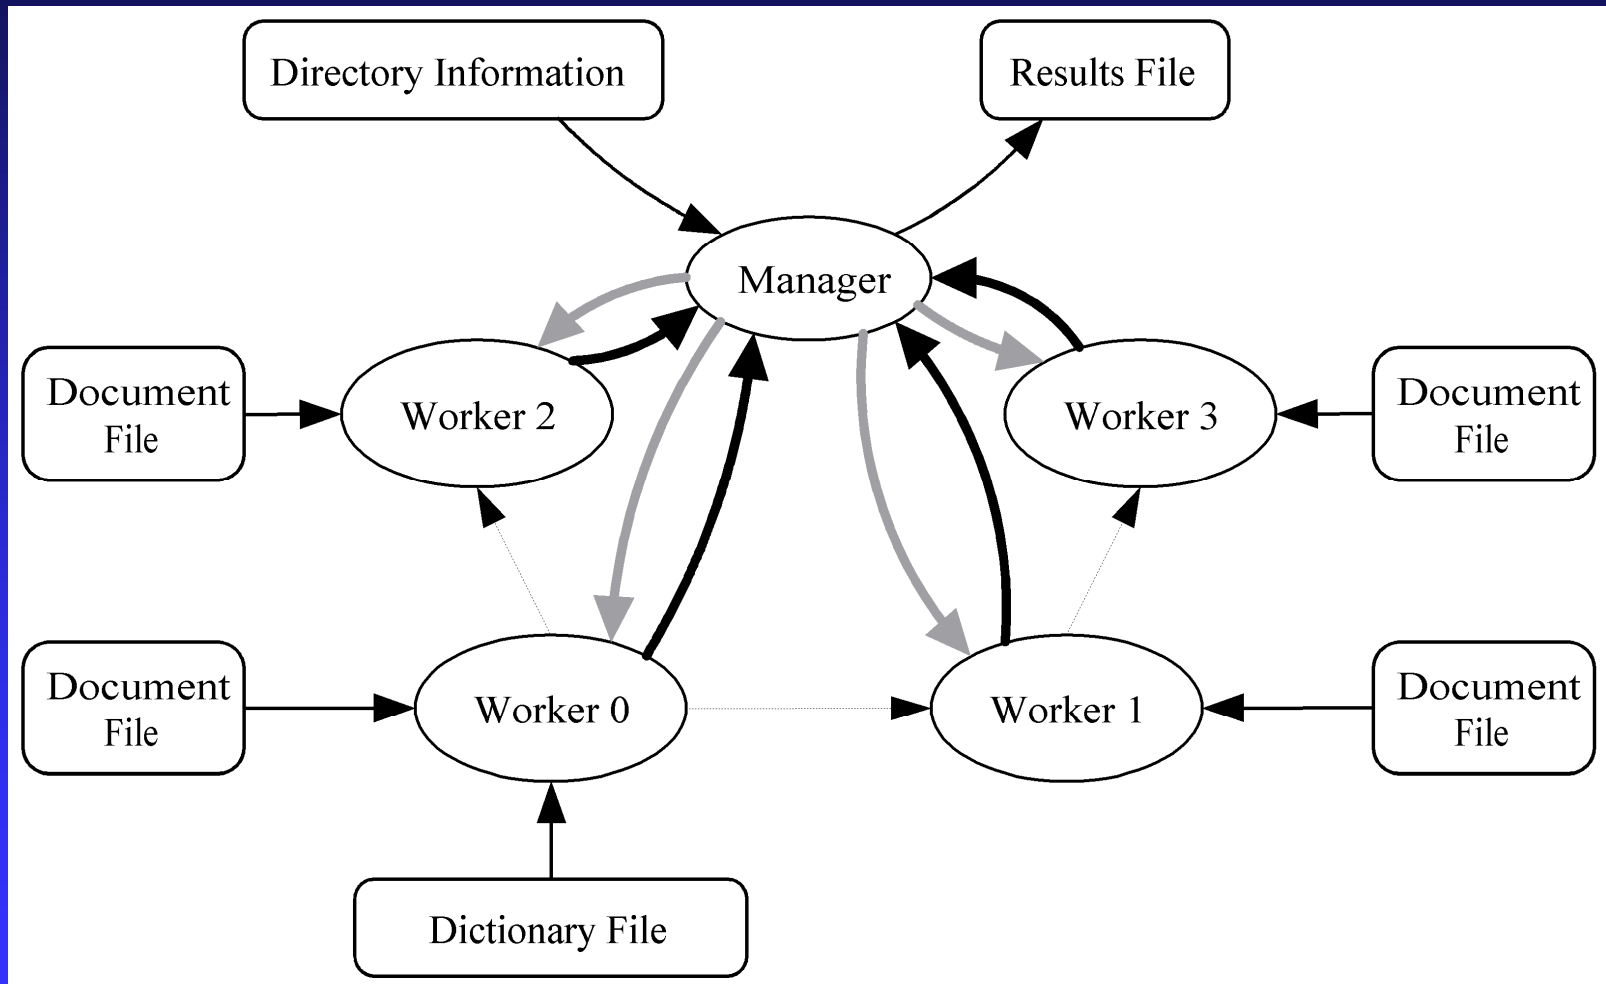 Directory Information
Results File
Manager
Document
File
Worker 2
Worker 3
Document
File
Document
File
Worker 0
Worker 1
Document
File
Dictionary File